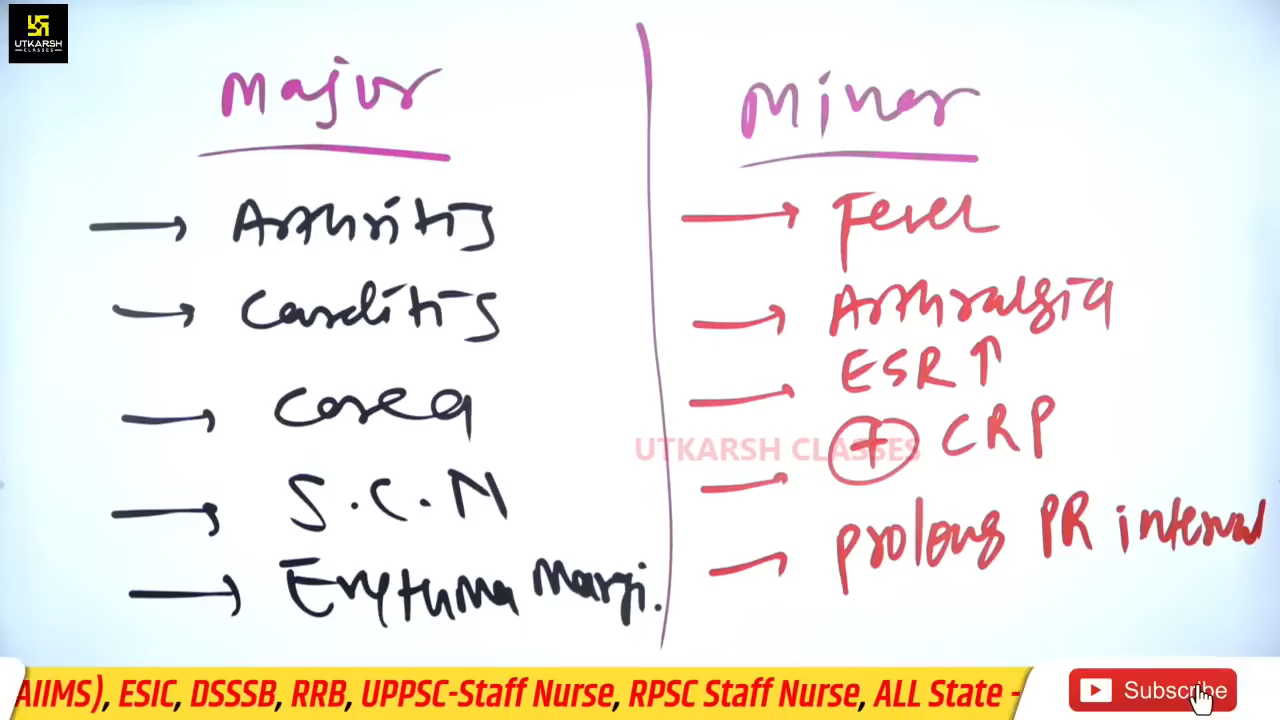 UTKARSH
CLASSES
Major
Arthritis
Carditis
Corea
S.C.N
Erythema Margi.
Minor
Fever
Arthralgia
ESR ↑
+ CRP
UTKARSH CLASSES
prolong PR interval
AIIMS), ESIC, DSSSB, RRB, UPPSC-Staff Nurse, RPSC Staff Nurse, ALL State -
Subscribe